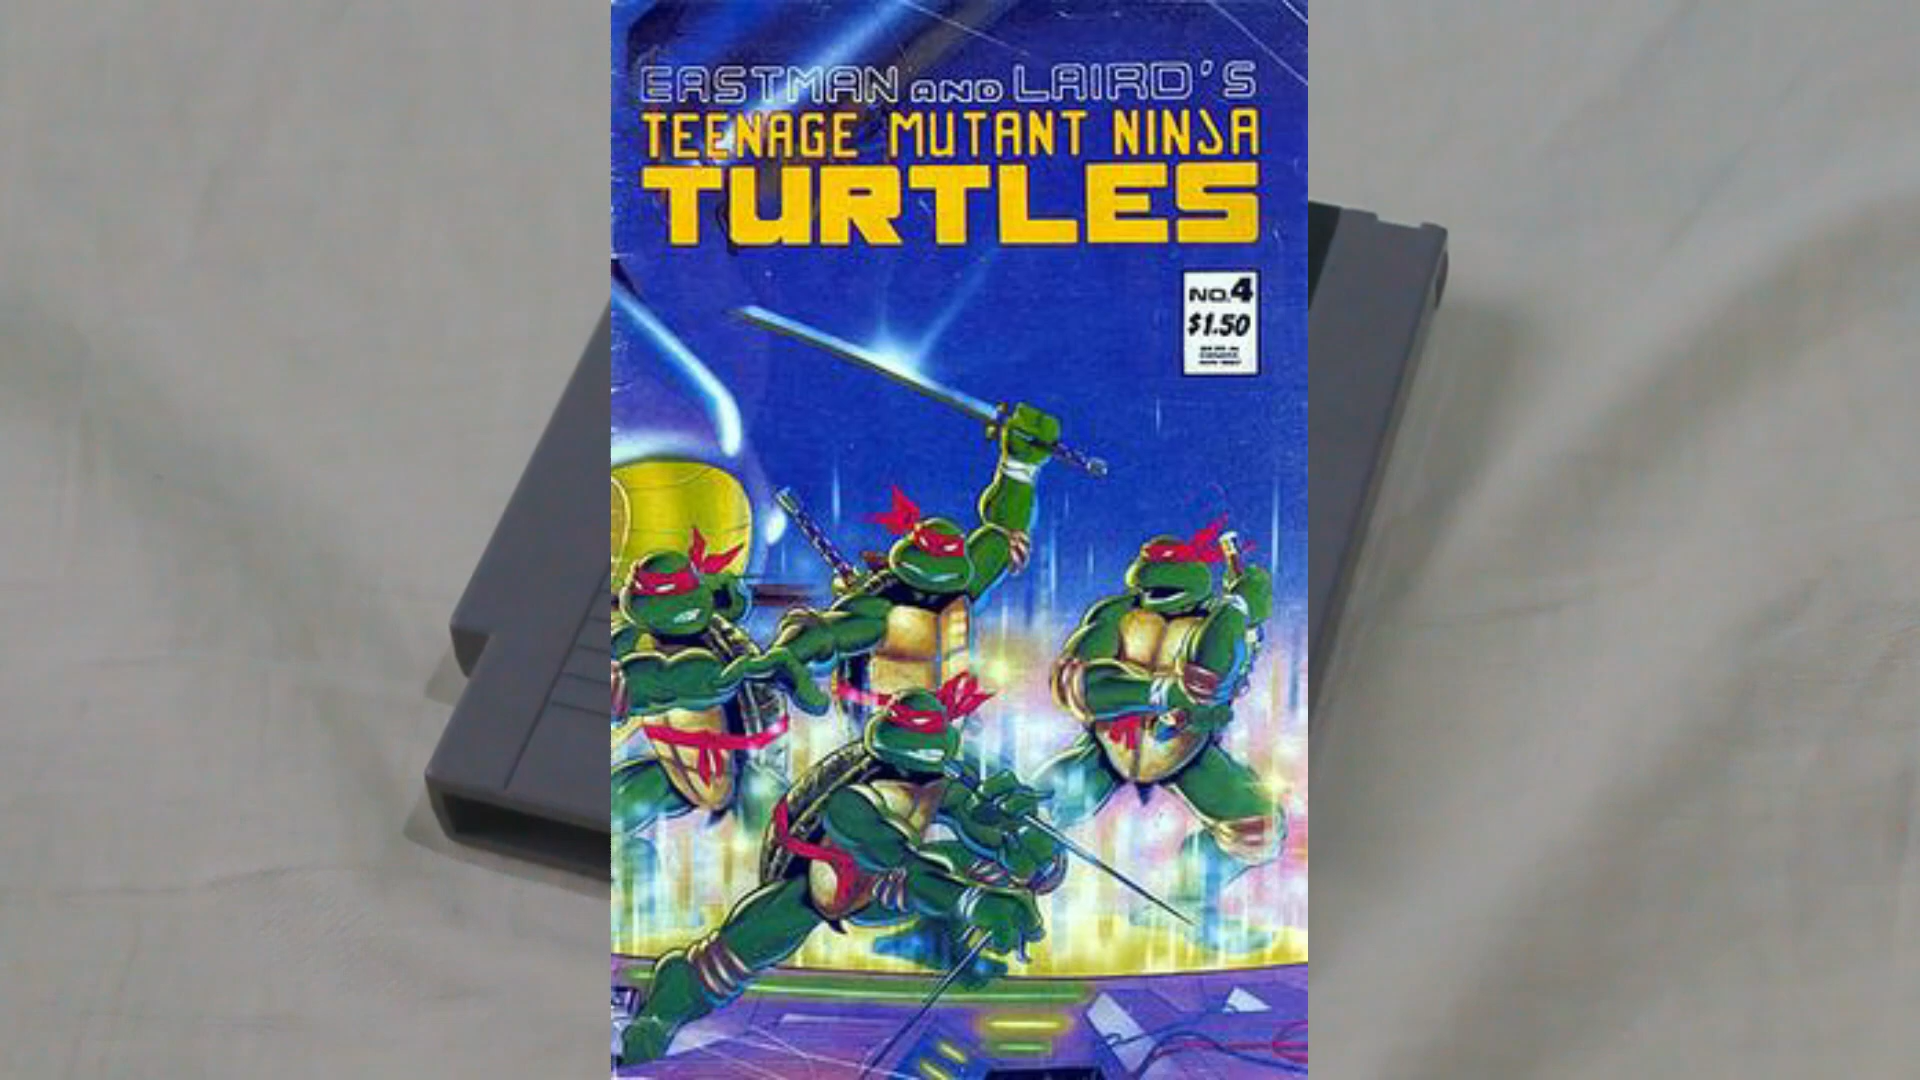 EASTMAN AND LAIRD'S
TEENAGE MUTANT NINJA
TURTLES
NO.4
$1.50